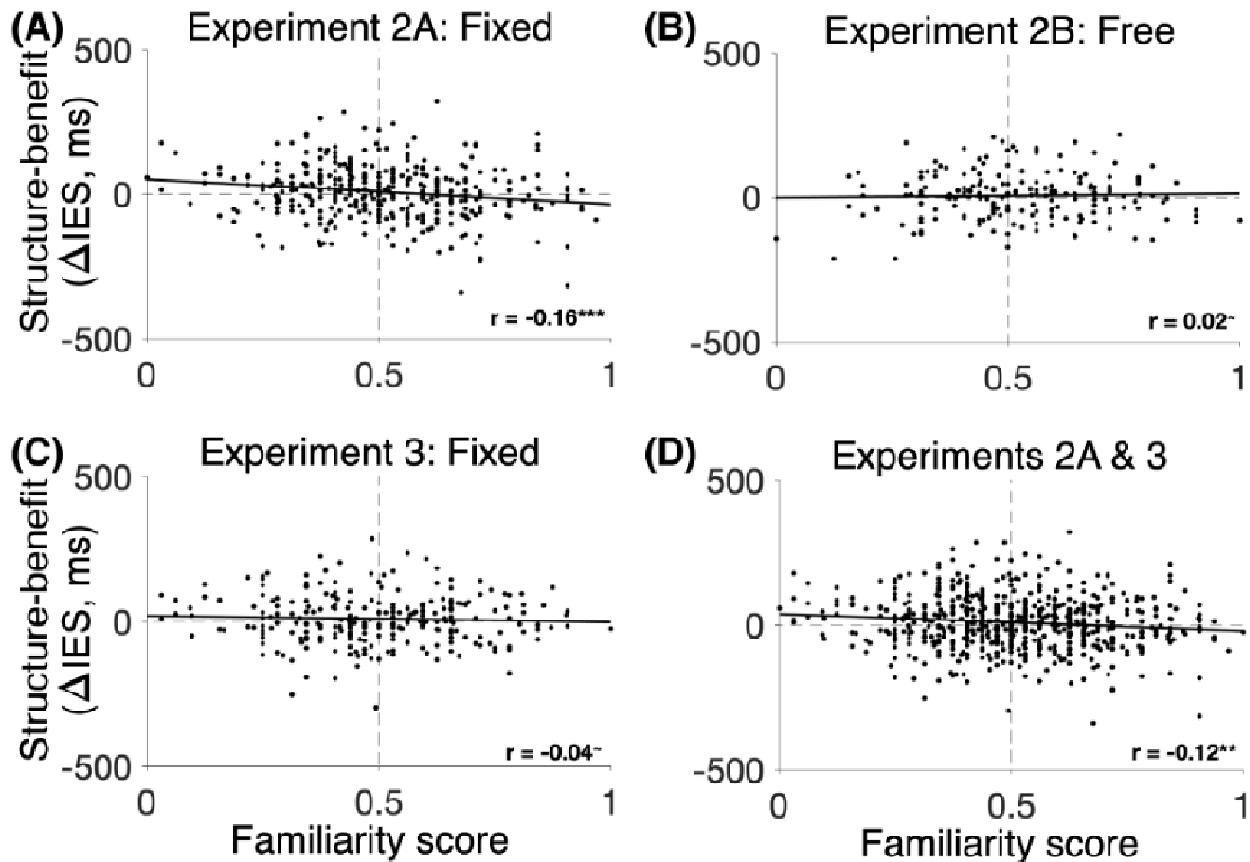 (A) Experiment 2A: Fixed
500
0
-500
0 0.5 1
Structure-benefit
(ΔIES, ms)
r = -0.16***
(B) Experiment 2B: Free
500
0
-500
0 0.5 1
r = 0.02~
(C) Experiment 3: Fixed
500
0
-500
0 0.5 1
Structure-benefit
(ΔIES, ms)
r = -0.04~
Familiarity score
(D) Experiments 2A & 3
500
0
-500
0 0.5 1
r = -0.12**
Familiarity score